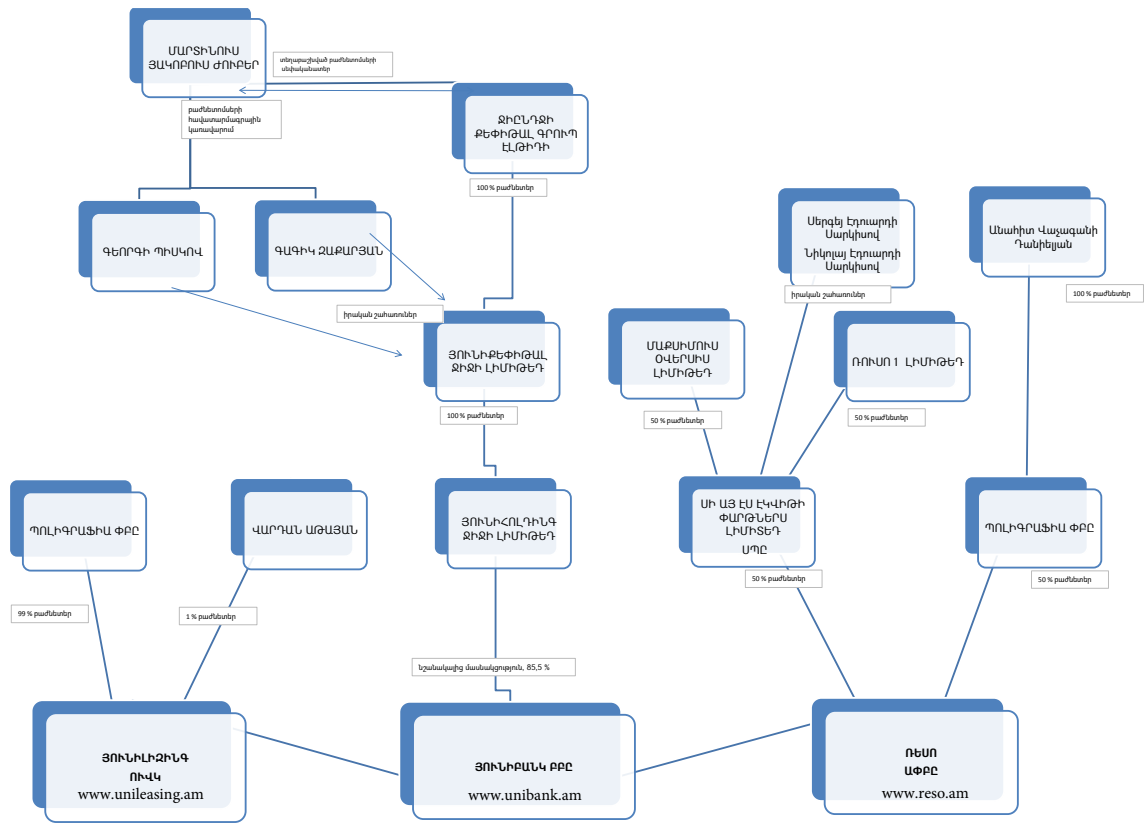 ՄԱՐՏԻՆՈՒՍ
ՅԱԿՈԲՈՒՍ ԺՈՒԲԵՐ
տեղաբաշխված բաժնետոմսերի
սեփականատեր
բաժնետոմսերի
հավատարմագրային
կառավարում
ՋԻԸՆԴՋԻ
ՔԵՓԻԹԱԼ ԳՐՈՒՊ
ԷԼԹԻԴԻ
100 % բաժնետեր
ԳԵՈՐԳԻ ՊԻՍԿՈՎ
ԳԱԳԻԿ ԶԱՔԱՐՅԱՆ
Սերգեյ Էդուարդի
Սարկիսով
Նիկոլայ Էդուարդի
Սարկիսով
Անահիտ Վաչագանի
Դանիելյան
իրական շահառուներ
100 % բաժնետեր
իրական շահառուներ
ՅՈՒՆԻՔԵՓԻԹԱԼ
ՋԻՋԻ ԼԻՄԻԹԵԴ
ՄԱՔՍԻՄՈՒՍ
ՕՎԵՐՍԻՍ
ԼԻՄԻԹԵԴ
ՌՈՒՍՈ 1 ԼԻՄԻԹԵԴ
100 % բաժնետեր
50 % բաժնետեր
50 % բաժնետեր
ՊՈԼԻԳՐԱՖԻԱ ՓԲԸ
ՎԱՐԴԱՆ ԱԹԱՅԱՆ
ՅՈՒՆԻՀՈԼԴԻՆԳ
ՋԻՋԻ ԼԻՄԻԹԵԴ
ՍԻ ԱՅ ԷՍ ԷԿՎԻԹԻ
ՓԱՐԹՆԵՐՍ
ԼԻՄԻՏԵԴ
ՍՊԸ
ՊՈԼԻԳՐԱՖԻԱ ՓԲԸ
50 % բաժնետեր
50 % բաժնետեր
99 % բաժնետեր
1 % բաժնետեր
նշանակալից մասնակցություն, 85,5 %
ՅՈՒՆԻԼԻԶԻՆԳ
ՈՒՎԿ
www.unileasing.am
ՅՈՒՆԻԲԱՆԿ ԲԲԸ
www.unibank.am
ՌԵՍՈ
ԱՓԲԸ
www.reso.am